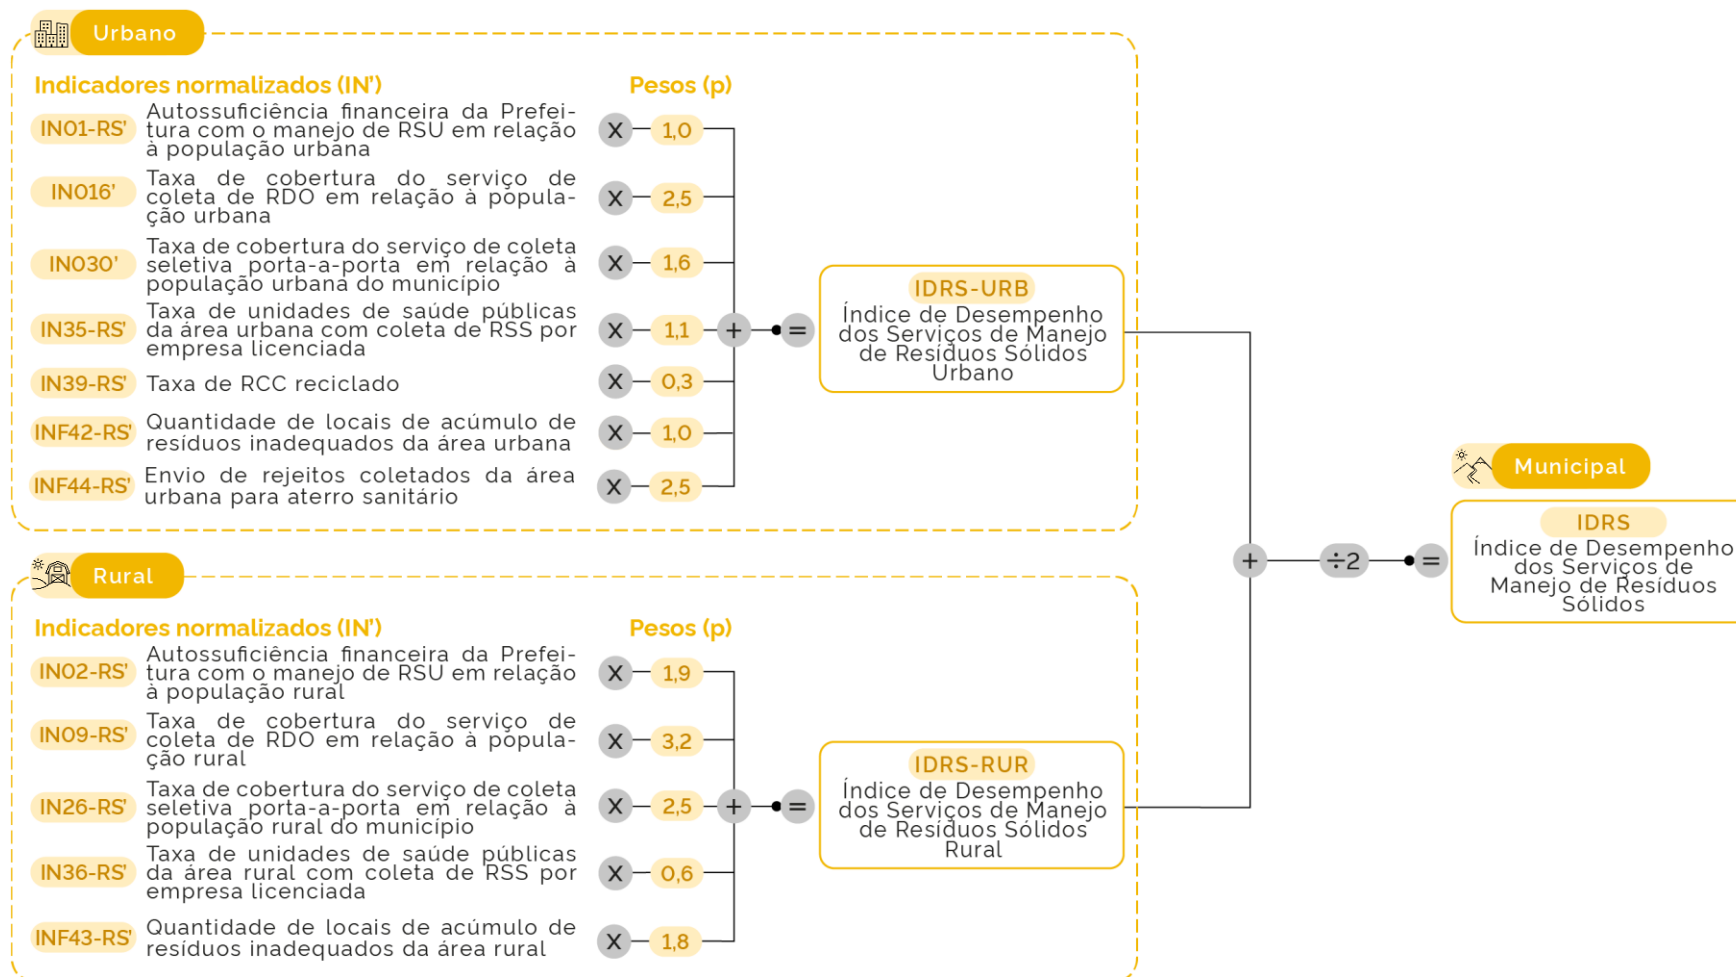 Urbano
Indicadores normalizados (IN’)
Pesos (p)
IN01-RS’
Autossuficiência financeira da Prefei-
tura com o manejo de RSU em relação
à população urbana
X
1,0
IN016’
Taxa de cobertura do serviço de
coleta de RDO em relação à popula-
ção urbana
X
2,5
IN030’
Taxa de cobertura do serviço de coleta
seletiva porta-a-porta em relação à
população urbana do município
X
1,6
IN35-RS’
Taxa de unidades de saúde públicas
da área urbana com coleta de RSS por
empresa licenciada
X
1,1
+
=
IN39-RS’
Taxa de RCC reciclado
X
0,3
INF42-RS’
Quantidade de locais de acúmulo de
resíduos inadequados da área urbana
X
1,0
INF44-RS’
Envio de rejeitos coletados da área
urbana para aterro sanitário
X
2,5
IDRS-URB
Índice de Desempenho
dos Serviços de Manejo
de Resíduos Sólidos
Urbano
Rural
Indicadores normalizados (IN’)
Pesos (p)
IN02-RS’
Autossuficiência financeira da Prefei-
tura com o manejo de RSU em relação
à população rural
X
1,9
IN09-RS’
Taxa de cobertura do serviço de
coleta de RDO em relação à popula-
ção rural
X
3,2
IN26-RS’
Taxa de cobertura do serviço de coleta
seletiva porta-a-porta em relação à
população rural do município
X
2,5
+
=
IN36-RS’
Taxa de unidades de saúde públicas
da área rural com coleta de RSS por
empresa licenciada
X
0,6
INF43-RS’
Quantidade de locais de acúmulo de
resíduos inadequados da área rural
X
1,8
IDRS-RUR
Índice de Desempenho
dos Serviços de Manejo
de Resíduos Sólidos
Rural
+
÷2
=
Municipal
IDRS
Índice de Desempenho
dos Serviços de
Manejo de Resíduos
Sólidos